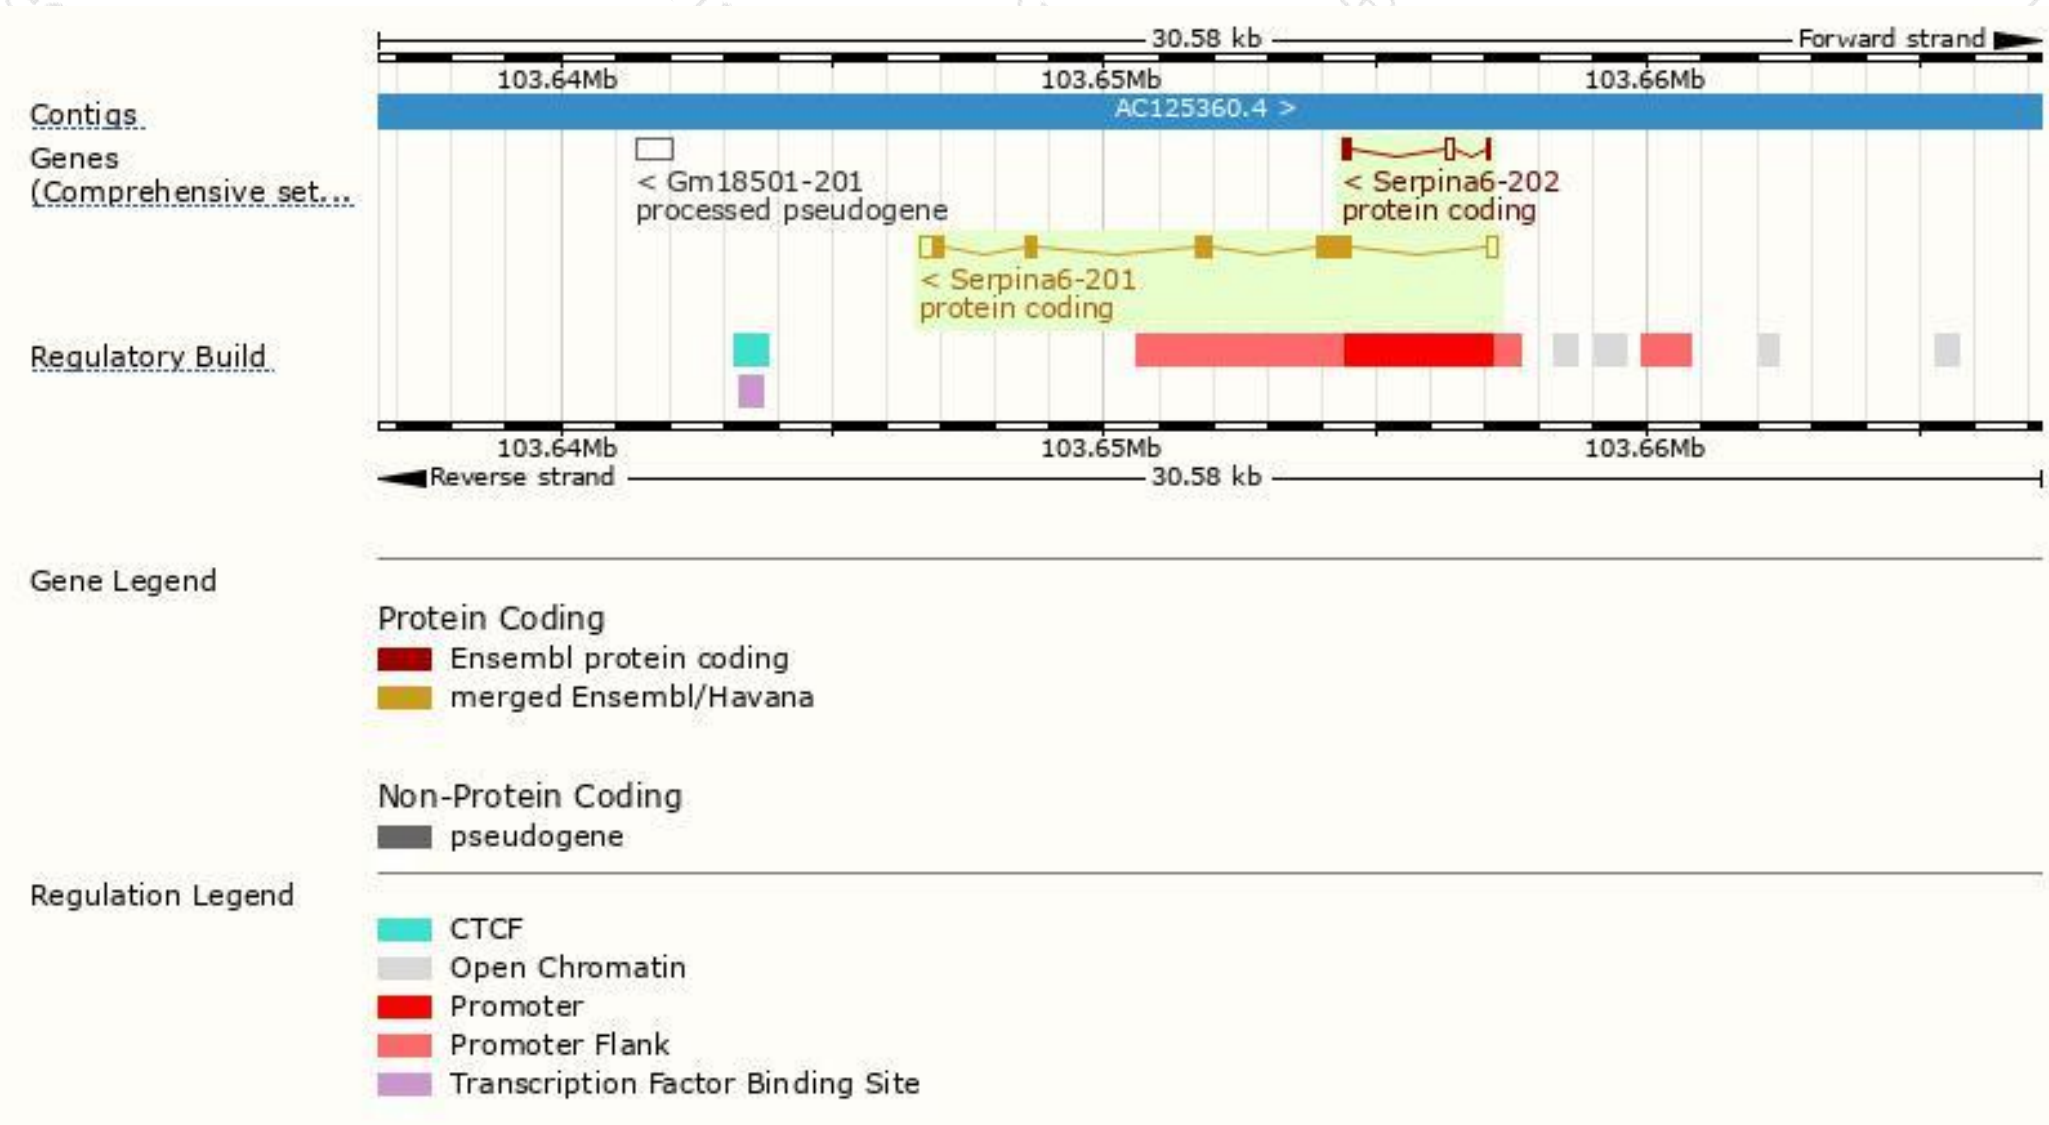 30.58 kb Forward strand
103.64Mb 103.65Mb 103.66Mb
Contigs AC125360.4 >
Genes
(Comprehensive set...
< Gm18501-201
processed pseudogene
< Serpina6-202
protein coding
< Serpina6-201
protein coding
Regulatory Build
103.64Mb 103.65Mb 103.66Mb
Reverse strand 30.58 kb
Gene Legend
Protein Coding
Ensembl protein coding
merged Ensembl/Havana
Non-Protein Coding
pseudogene
Regulation Legend
CTCF
Open Chromatin
Promoter
Promoter Flank
Transcription Factor Binding Site